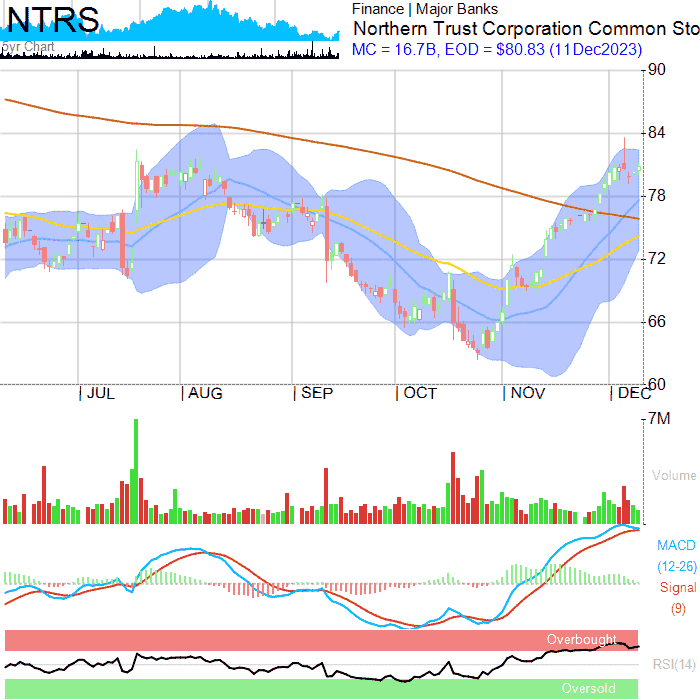 NTRS
5yr Chart
Finance | Major Banks
Northern Trust Corporation Common Sto
MC = 16.7B, EOD = $80.83 (11Dec2023)
90
84
78
72
66
60
JUL AUG SEP OCT NOV DEC
7M
Volume
MACD
(12-26)
Signal
(9)
Overbought
RSI(14)
Oversold